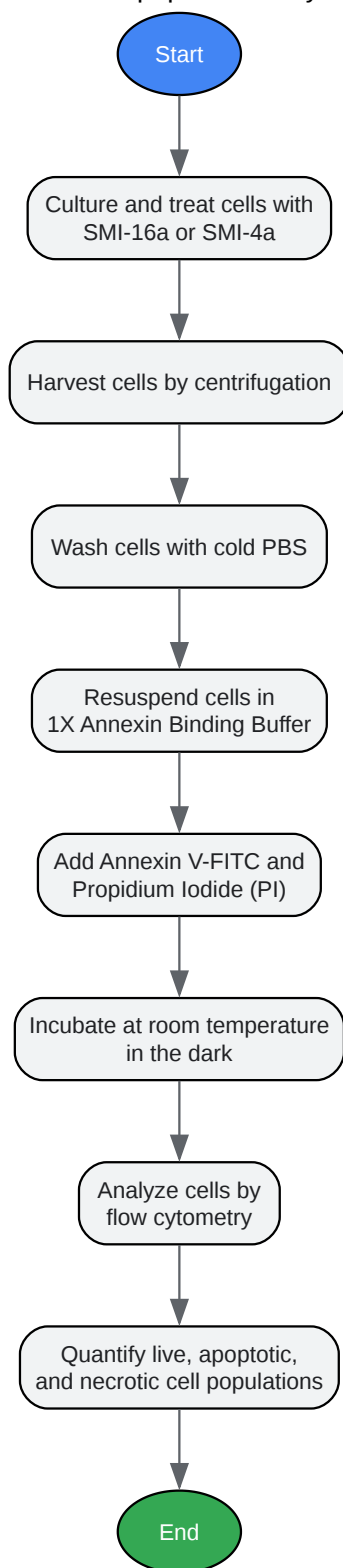 Start
Culture and treat cells with
SMI-16a or SMI-4a
Harvest cells by centrifugation
Wash cells with cold PBS
Resuspend cells in
1X Annexin Binding Buffer
Add Annexin V-FITC and
Propidium Iodide (PI)
Incubate at room temperature
in the dark
Analyze cells by
flow cytometry
Quantify live, apoptotic,
and necrotic cell populations
End